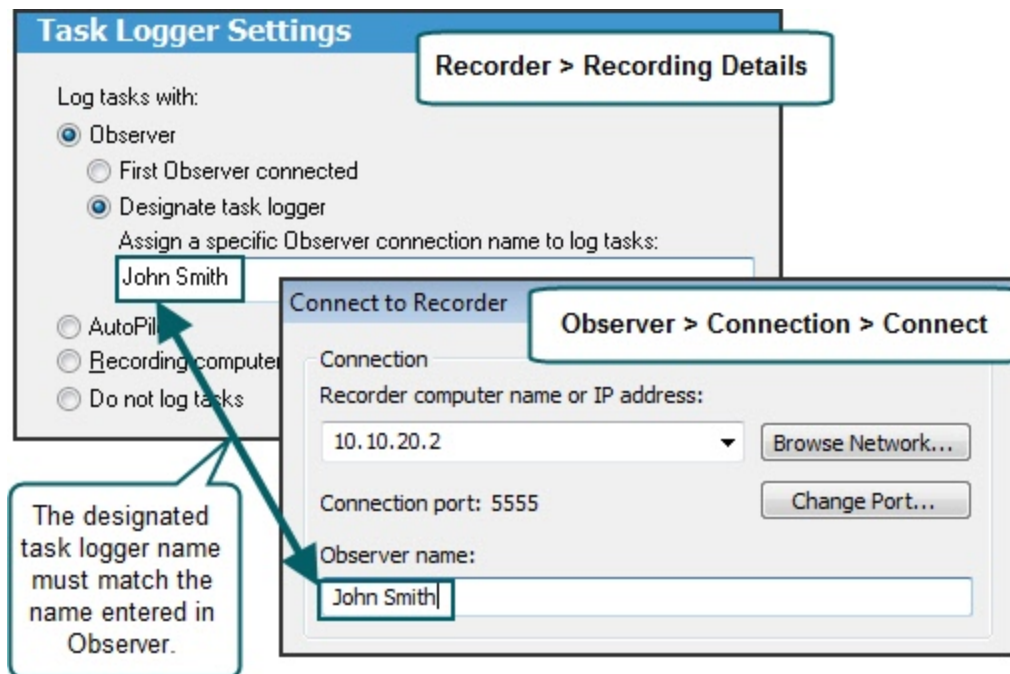 Task Logger Settings
Recorder > Recording Details
Log tasks with:
Observer
First Observer connected
Designate task logger
Assign a specific Observer connection name to log tasks:
John Smith
Recording computer
Do not log tasks
Connect to Recorder
Observer > Connection > Connect
Connection
Recorder computer name or IP address:
10.10.20.2
Browse Network...
Connection port: 5555
Change Port...
Observer name:
John Smith
The designated
task logger name
must match the
name entered in
Observer.